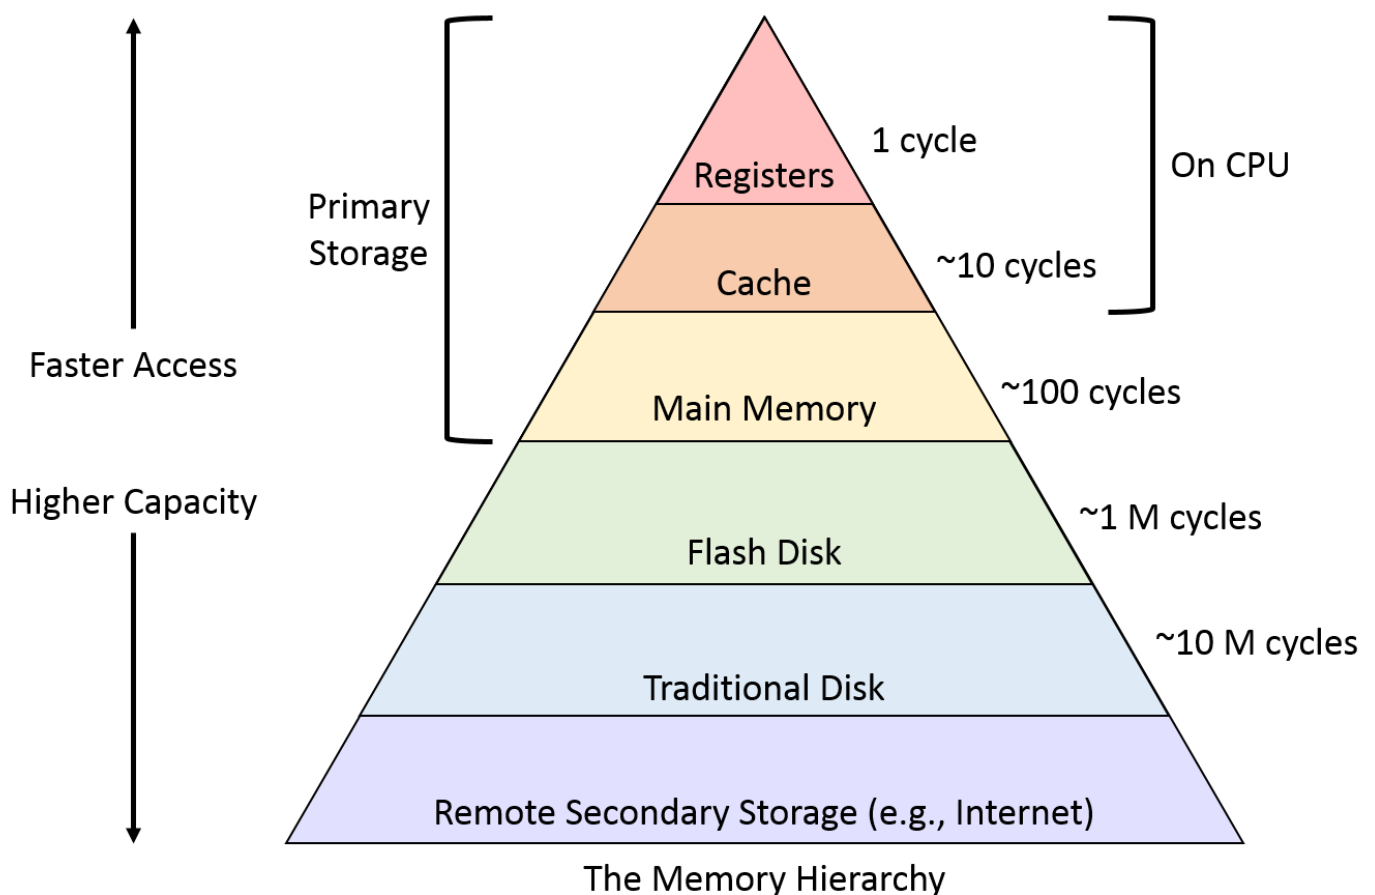 1 cycle
On CPU
Registers
Primary
Storage
~10 cycles
Cache
Faster Access
~100 cycles
Main Memory
Higher Capacity
~1 M cycles
Flash Disk
~10 M cycles
Traditional Disk
Remote Secondary Storage (e.g., Internet)
The Memory Hierarchy